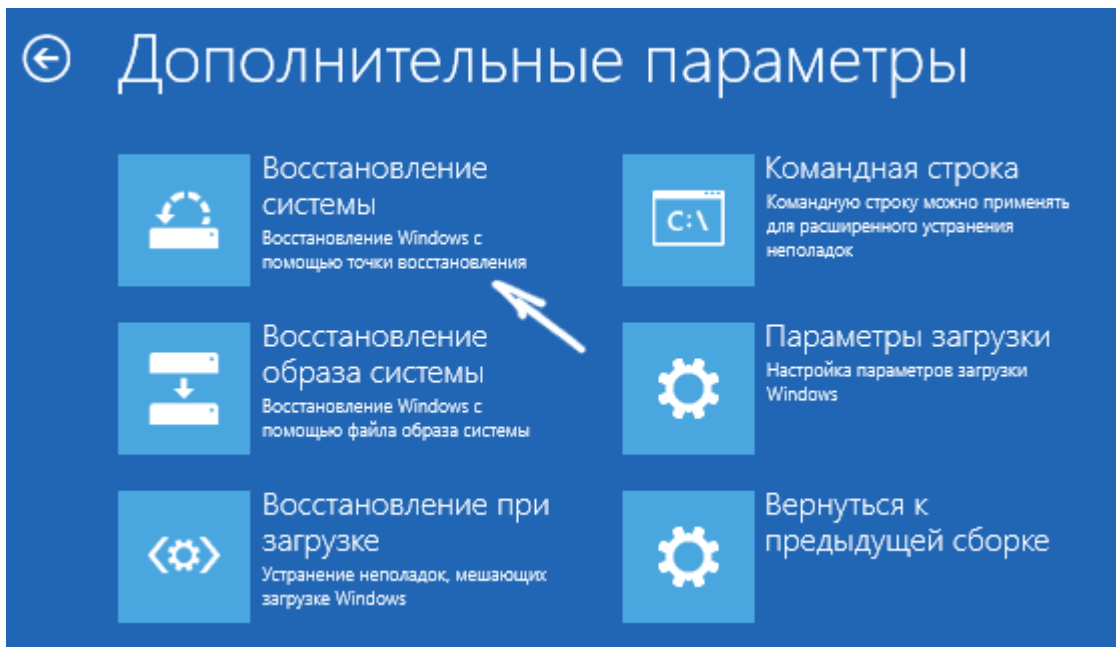 Дополнительные параметры
Восстановление
системы
Восстановление Windows с
помощью точки восстановления
Восстановление
образа системы
Восстановление Windows с
помощью файла образа системы
Восстановление при
загрузке
Устранение неполадок, мешающих
загрузке Windows
C:\
Командная строка
Командную строку можно применять
для расширенного устранения
неполадок
Параметры загрузки
Настройка параметров загрузки
Windows
Вернуться к
предыдущей сборке